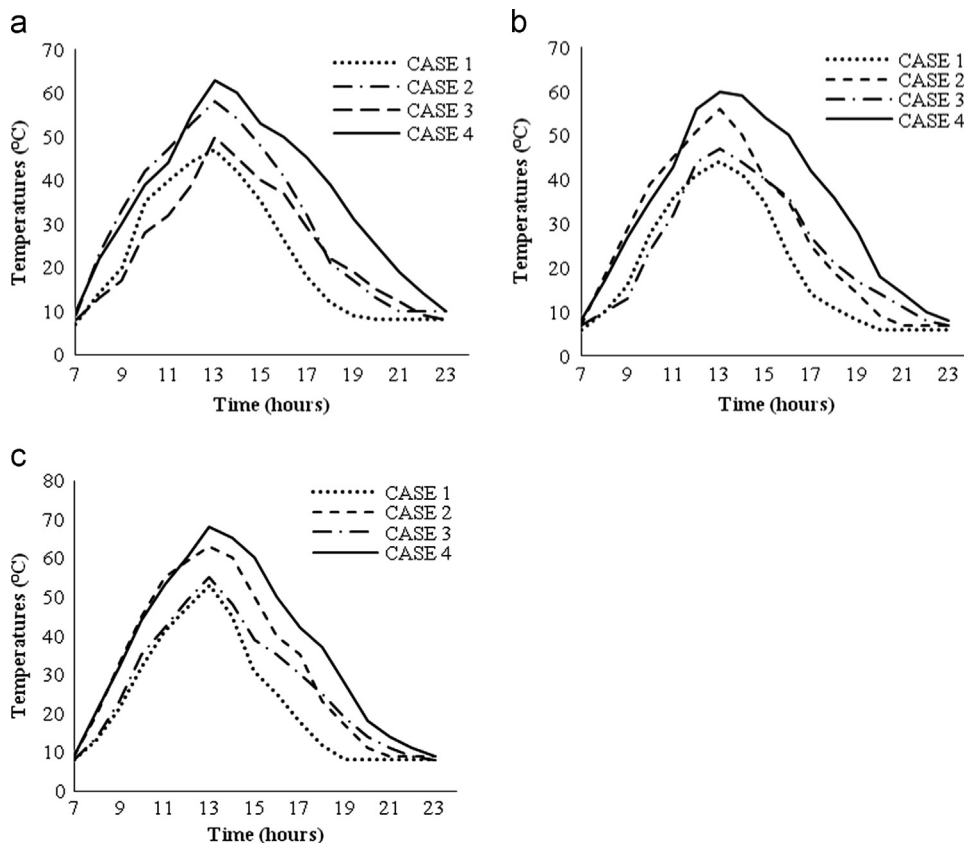 a
70
60
50
40
30
20
10
0
Temperatures (ºC)
7 9 11 13 15 17 19 21 23
Time (hours)
CASE 1
CASE 2
CASE 3
CASE 4
b
70
60
50
40
30
20
10
0
Temperatures (ºC)
7 9 11 13 15 17 19 21 23
Time (hours)
CASE 1
CASE 2
CASE 3
CASE 4
c
80
70
60
50
40
30
20
10
0
Temperatures (ºC)
7 9 11 13 15 17 19 21 23
Time (hours)
CASE 1
CASE 2
CASE 3
CASE 4